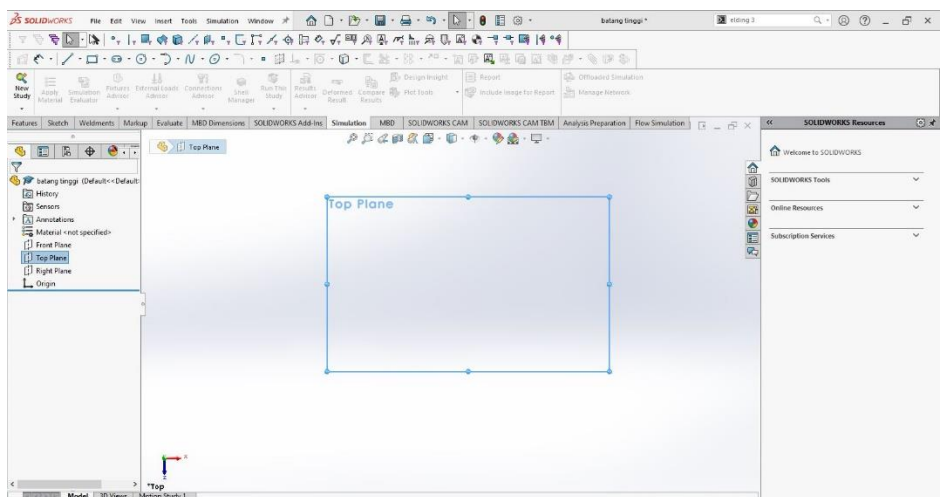 SOLIDWORKS File Edit View Insert Tools Simulation Window batang tinggi * elding 3
New Study Apply Material Simulation Evaluator Fixtures Advisor External Loads Advisor Connections Advisor Shell Manager Run This Study Results Advisor Deformed Result Compare Results Design Insight Plot Tools Report Include Image for Report Offloaded Simulation Manage Network
Features Sketch Weldments Markup Evaluate MBD Dimensions SOLIDWORKS Add-Ins Simulation MBD SOLIDWORKS CAM SOLIDWORKS CAM TBM Analysis Preparation Flow Simulation
SOLIDWORKS Resources
Top Plane
Welcome to SOLIDWORKS
SOLIDWORKS Tools
Online Resources
Subscription Services
batang tinggi (Default<<Default
History
Sensors
Annotations
Material <not specified>
Front Plane
Top Plane
Right Plane
Origin
Top Plane
*Top
Model 3D Views Motion Study 1